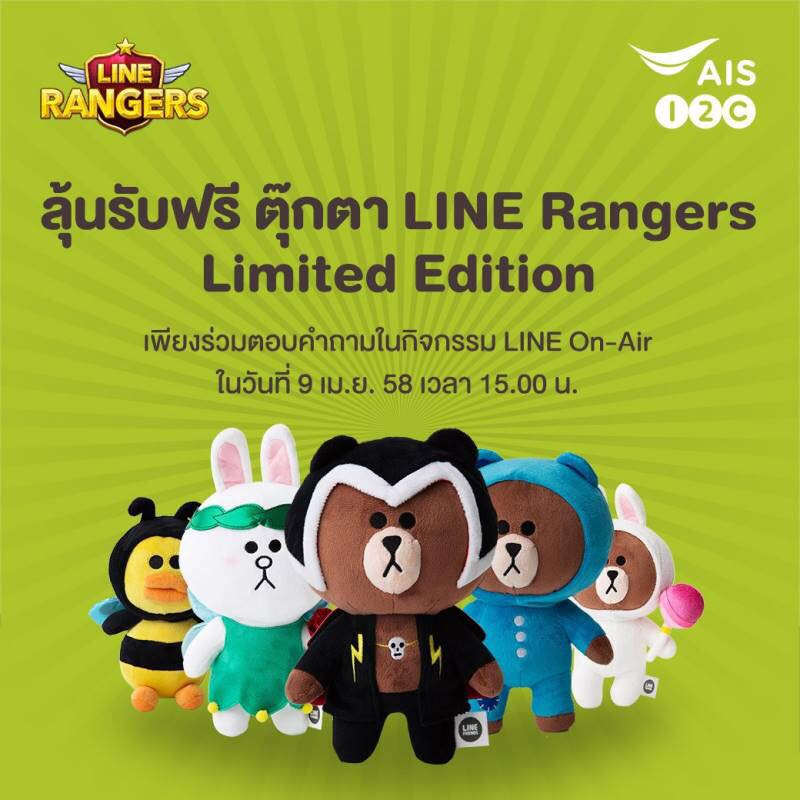 LINE
RANGERS
AIS
12C
ลุ้นรับฟรี ตุ๊กตา LINE Rangers
Limited Edition
เพียงร่วมตอบคำถามในกิจกรรม LINE On-Air
ในวันที่ 9 เม.ย. 58 เวลา 15.00 น.
LINE
FRIENDS